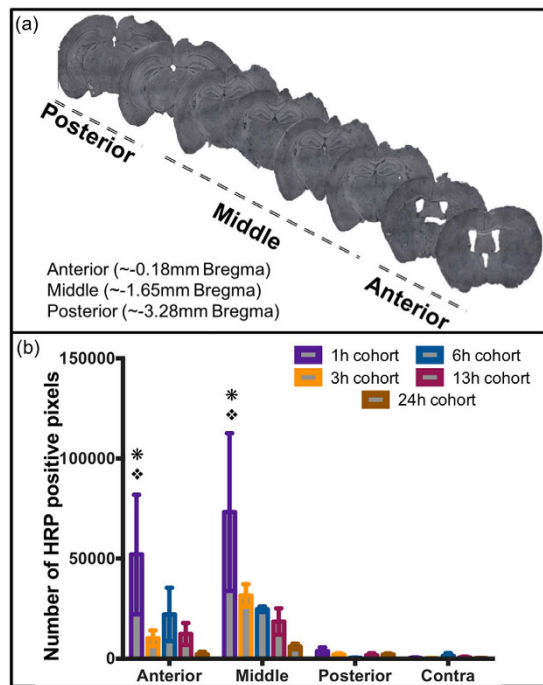 (a)
Posterior
Middle
Anterior
Anterior (~-0.18mm Bregma)
Middle (~-1.65mm Bregma)
Posterior (~-3.28mm Bregma)
(b)
Number of HRP positive pixels
150000
100000
50000
0
1h cohort
6h cohort
3h cohort
13h cohort
24h cohort
Anterior
Middle
Posterior
Contra